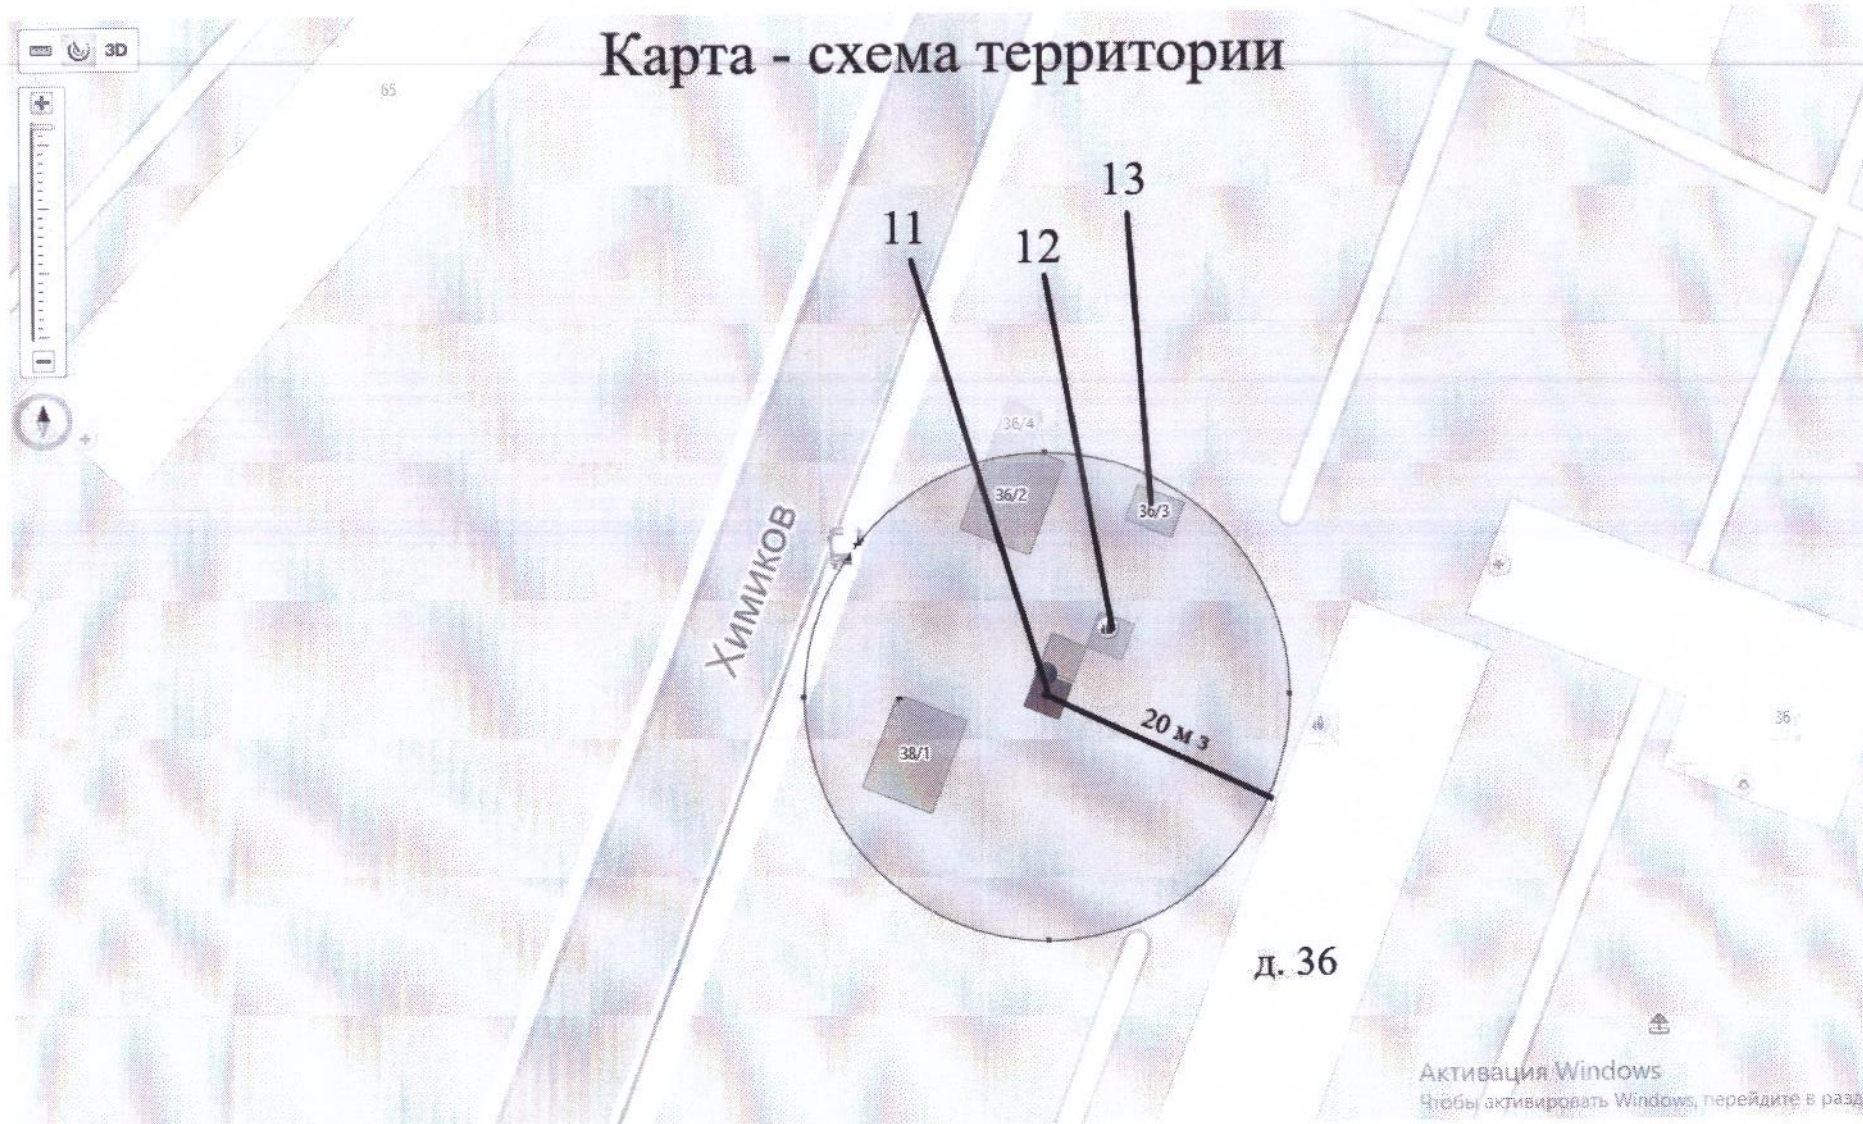 Карта - схема территории
3D
65
13
11
12
36/4
36/2
36/3
Химиков
20 м з
36
38/1
д. 36
Активация Windows
Чтобы активировать Windows, перейдите в разд